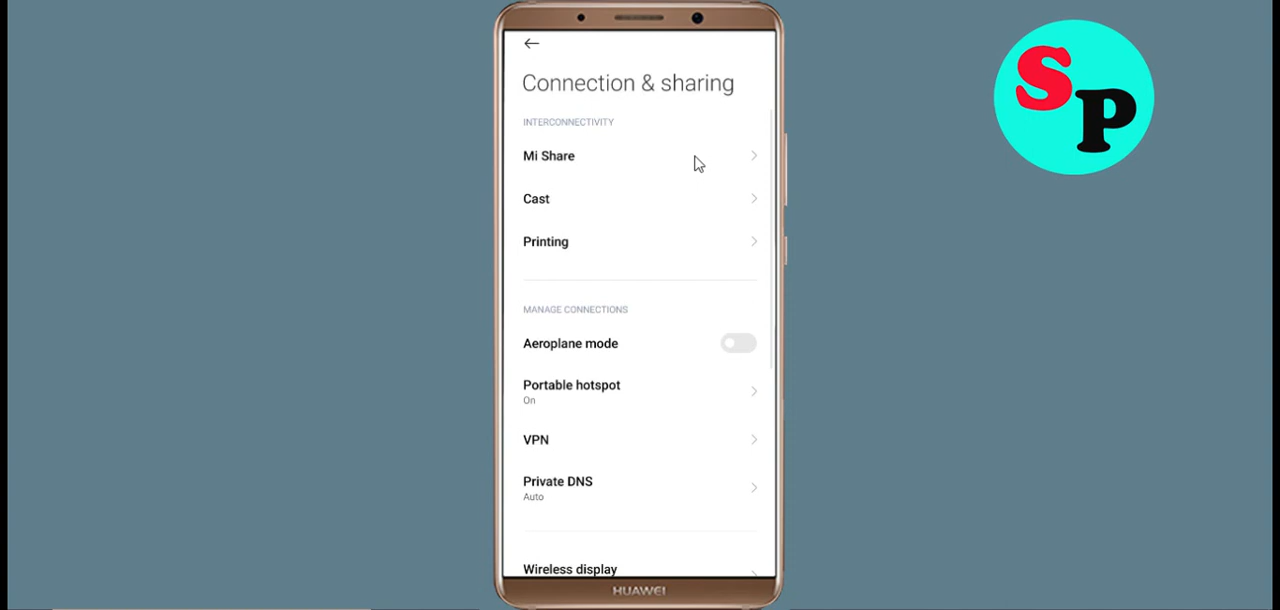 Connection & sharing
INTERCONNECTIVITY
Mi Share
Cast
Printing
MANAGE CONNECTIONS
Aeroplane mode
Portable hotspot
On
VPN
Private DNS
Auto
Wireless display
HUAWEI
SP